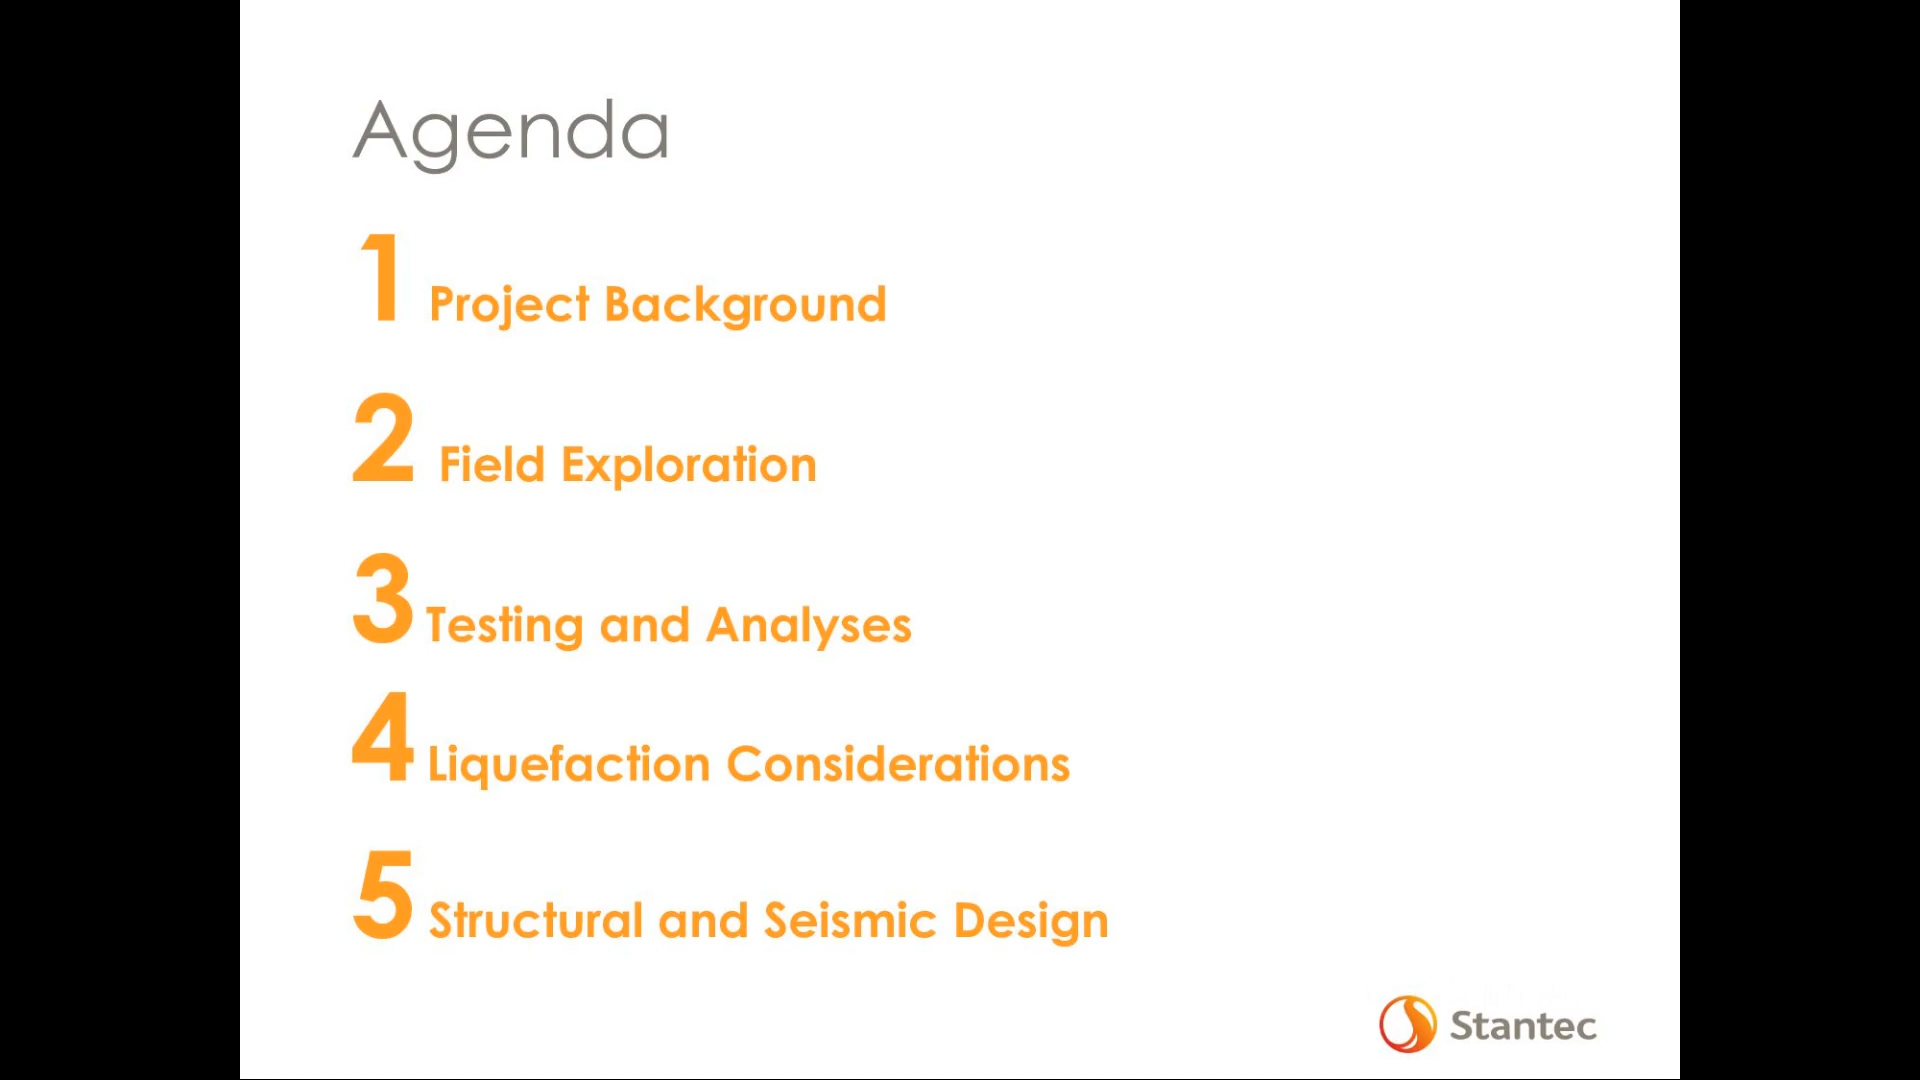 Agenda
1 Project Background
2 Field Exploration
3 Testing and Analyses
4 Liquefaction Considerations
5 Structural and Seismic Design
Stantec